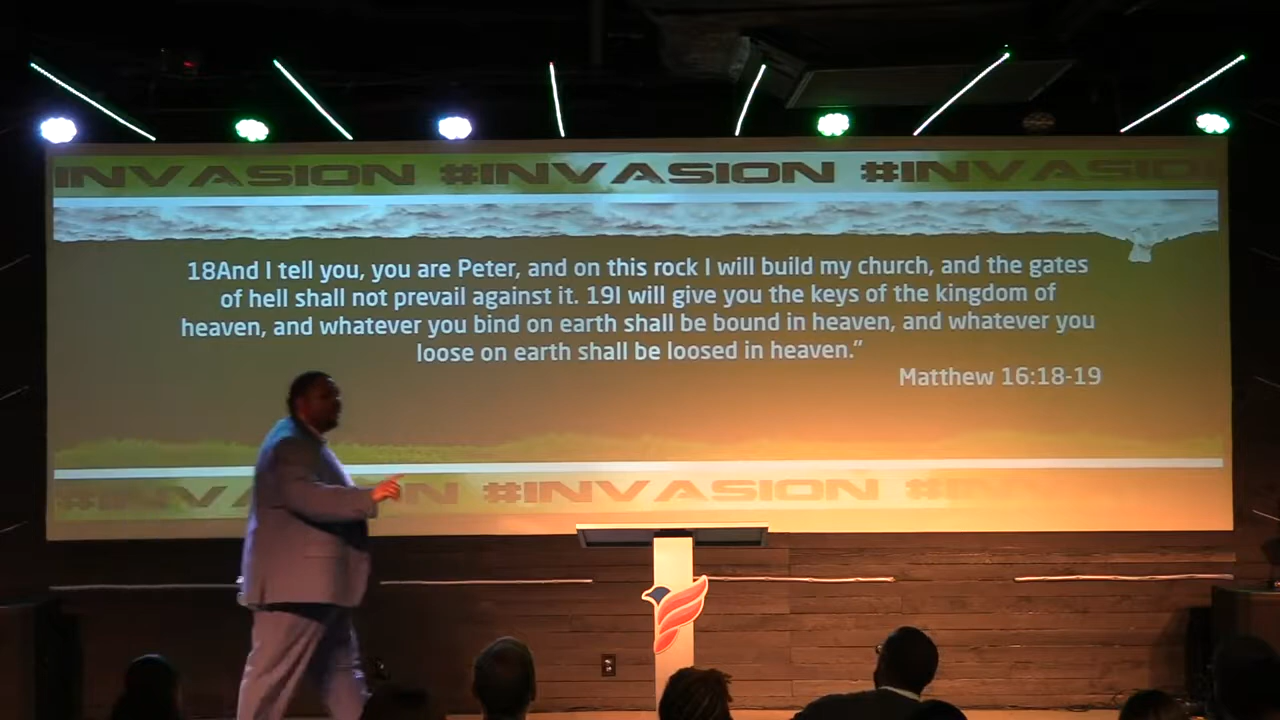 INVASION #INVASION #INVASION
18And I tell you, you are Peter, and on this rock I will build my church, and the gates
of hell shall not prevail against it. 19I will give you the keys of the kingdom of
heaven, and whatever you bind on earth shall be bound in heaven, and whatever you
loose on earth shall be loosed in heaven.”
Matthew 16:18-19
#INVASION #INVASION #IN